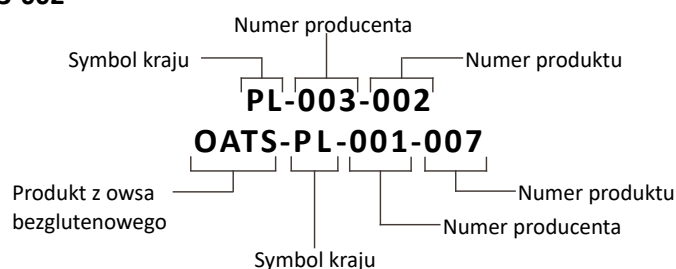 Numer producenta
Symbol kraju
Numer produktu
PL-003-002
OATS-PL-001-007
Produkt z owsa
bezglutenowego
Numer produktu
Numer producenta
Symbol kraju